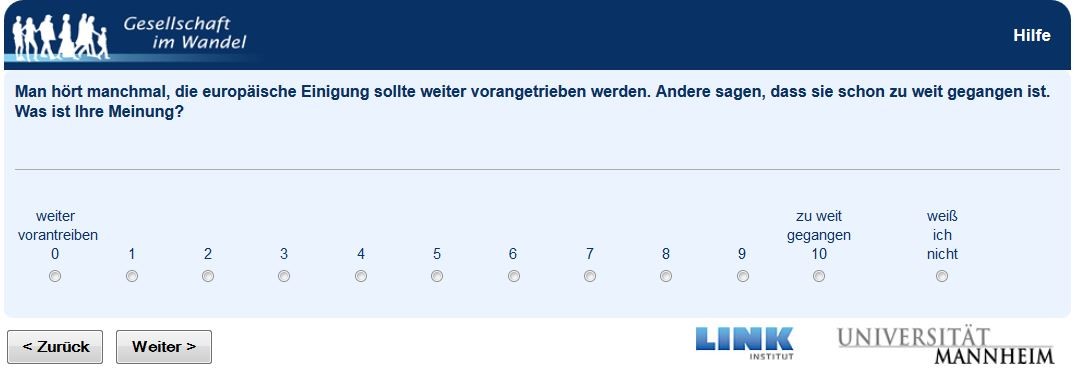 Gesellschaft
im Wandel
Hilfe
Man hört manchmal, die europäische Einigung sollte weiter vorangetrieben werden. Andere sagen, dass sie schon zu weit gegangen ist.
Was ist Ihre Meinung?
weiter zu weit weiß
vorantreiben gegangen ich
0 1 2 3 4 5 6 7 8 9 10 nicht
< Zurück Weiter >
LINK
INSTITUT
UNIVERSITÄT
MANNHEIM